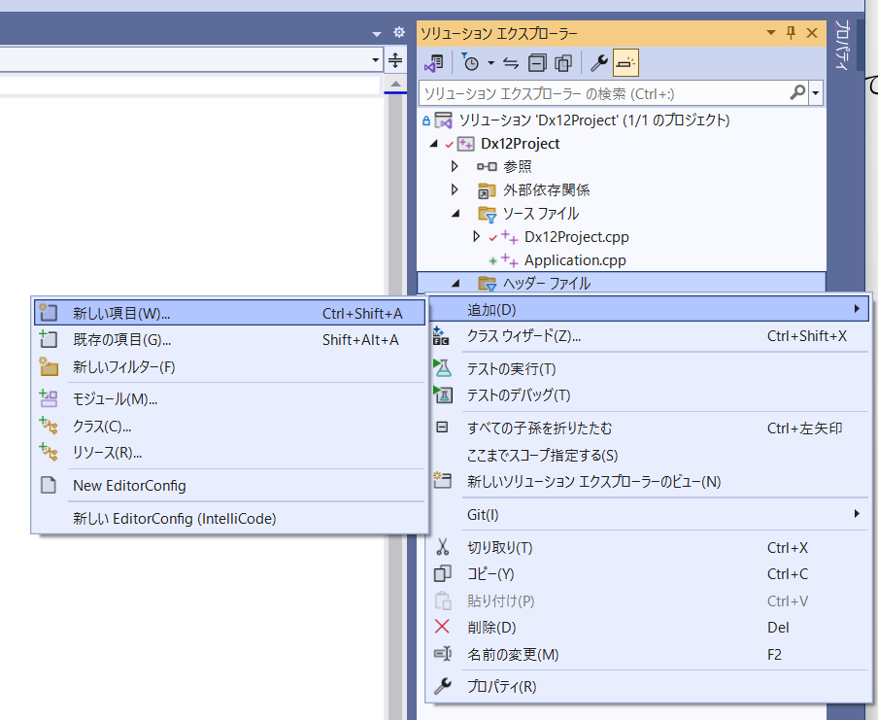 ソリューション エクスプローラー
プロパティ
ソリューション エクスプローラー の検索 (Ctrl+:)
ソリューション 'Dx12Project' (1/1 のプロジェクト)
Dx12Project
参照
外部依存関係
ソース ファイル
Dx12Project.cpp
Application.cpp
ヘッダー ファイル
新しい項目(W)... Ctrl+Shift+A
既存の項目(G)... Shift+Alt+A
新しいフィルター(F)
モジュール(M)...
クラス(C)...
リソース(R)...
New EditorConfig
新しい EditorConfig (IntelliCode)
追加(D)
クラス ウィザード(Z)... Ctrl+Shift+X
テストの実行(T)
テストのデバッグ(T)
すべての子孫を折りたたむ Ctrl+左矢印
ここまでスコープ指定する(S)
新しいソリューション エクスプローラーのビュー(N)
Git(I)
切り取り(T) Ctrl+X
コピー(Y) Ctrl+C
貼り付け(P) Ctrl+V
削除(D) Del
名前の変更(M) F2
プロパティ(R)